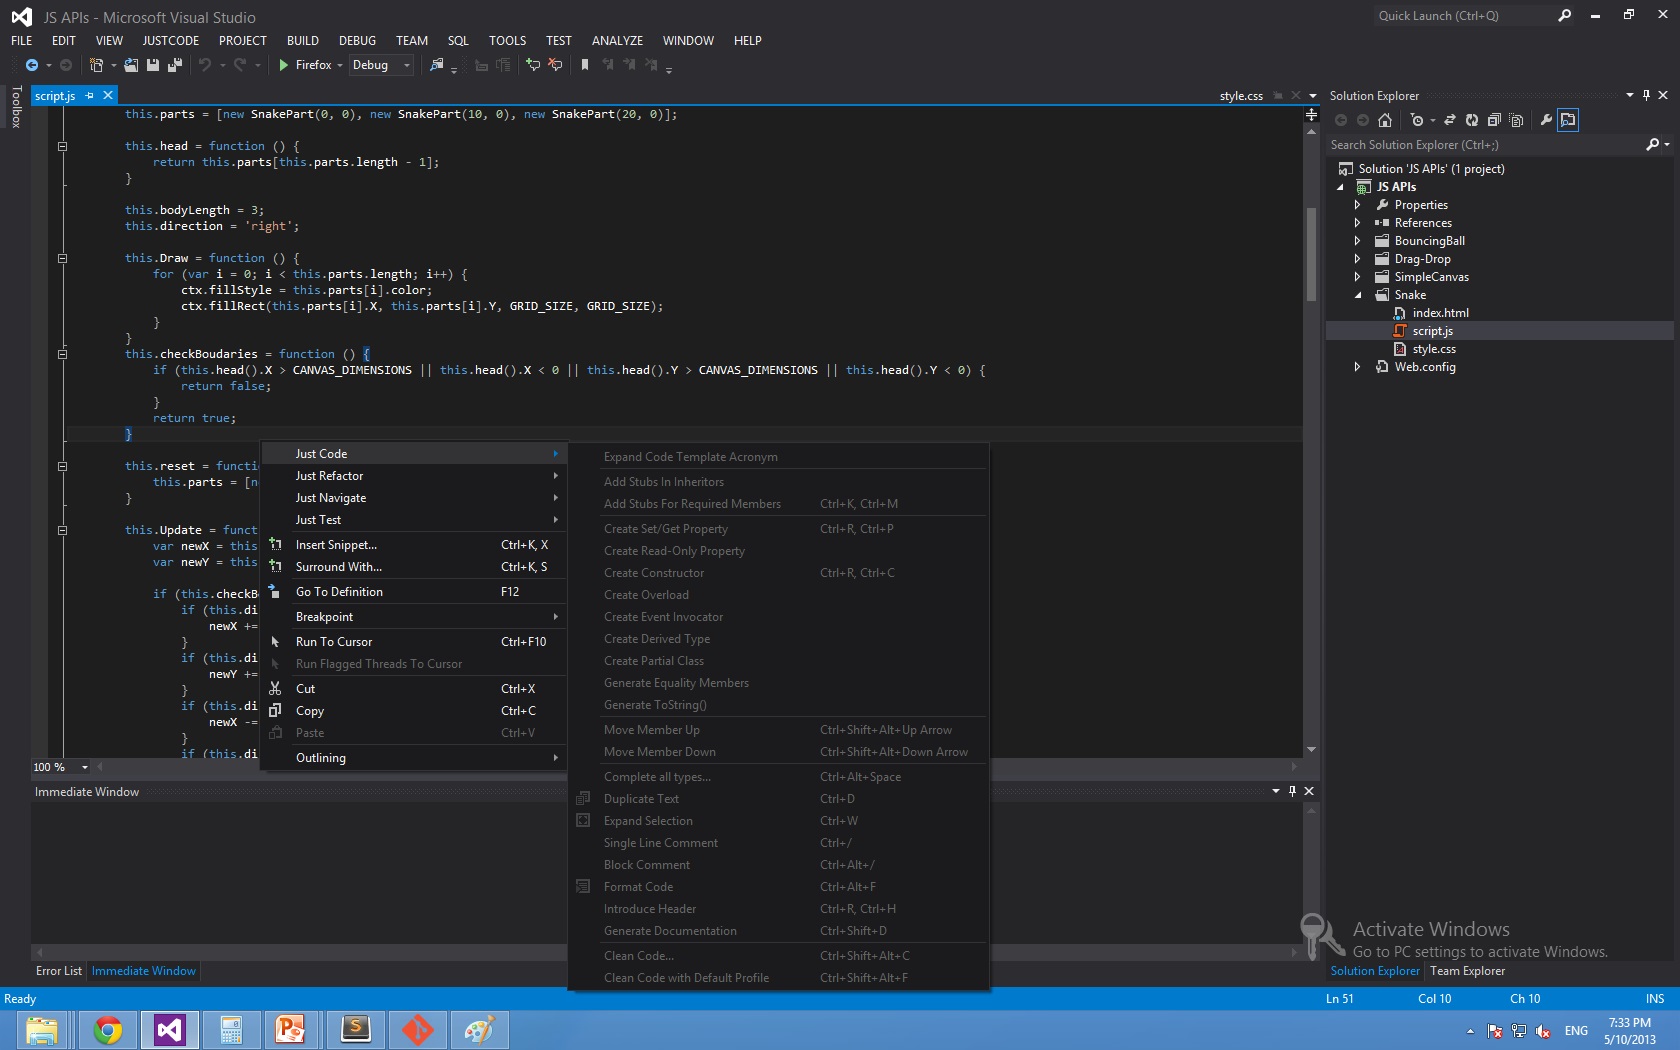 JS APIs - Microsoft Visual Studio
Quick Launch (Ctrl+Q)
FILE EDIT VIEW JUSTCODE PROJECT BUILD DEBUG TEAM SQL TOOLS TEST ANALYZE WINDOW HELP
Firefox Debug
Toolbox
script.js
style.css
this.parts = [new SnakePart(0, 0), new SnakePart(10, 0), new SnakePart(20, 0)];
this.head = function () {
return this.parts[this.parts.length - 1];
}
this.bodyLength = 3;
this.direction = 'right';
this.Draw = function () {
for (var i = 0; i < this.parts.length; i++) {
ctx.fillStyle = this.parts[i].color;
ctx.fillRect(this.parts[i].X, this.parts[i].Y, GRID_SIZE, GRID_SIZE);
}
}
this.checkBoudaries = function () {
if (this.head().X > CANVAS_DIMENSIONS || this.head().X < 0 || this.head().Y > CANVAS_DIMENSIONS || this.head().Y < 0) {
return false;
}
return true;
}
this.reset = functi
this.parts = [n
}
this.Update = funct
var newX = this
var newY = this
if (this.checkB
if (this.di
newX +=
}
if (this.di
newY +=
}
if (this.di
newX -=
}
if (this.di
100 %
Just Code
Just Refactor
Just Navigate
Just Test
Insert Snippet... Ctrl+K, X
Surround With... Ctrl+K, S
Go To Definition F12
Breakpoint
Run To Cursor Ctrl+F10
Run Flagged Threads To Cursor
Cut Ctrl+X
Copy Ctrl+C
Paste Ctrl+V
Outlining
Expand Code Template Acronym
Add Stubs In Inheritors
Add Stubs For Required Members Ctrl+K, Ctrl+M
Create Set/Get Property Ctrl+R, Ctrl+P
Create Read-Only Property
Create Constructor Ctrl+R, Ctrl+C
Create Overload
Create Event Invocator
Create Derived Type
Create Partial Class
Generate Equality Members
Generate ToString()
Move Member Up Ctrl+Shift+Alt+Up Arrow
Move Member Down Ctrl+Shift+Alt+Down Arrow
Complete all types... Ctrl+Alt+Space
Duplicate Text Ctrl+D
Expand Selection Ctrl+W
Single Line Comment Ctrl+/
Block Comment Ctrl+Alt+/
Format Code Ctrl+Alt+F
Introduce Header Ctrl+R, Ctrl+H
Generate Documentation Ctrl+Shift+D
Clean Code... Ctrl+Shift+Alt+C
Clean Code with Default Profile Ctrl+Shift+Alt+F
Solution Explorer
Search Solution Explorer (Ctrl+;)
Solution 'JS APIs' (1 project)
JS APIs
Properties
References
BouncingBall
Drag-Drop
SimpleCanvas
Snake
index.html
script.js
style.css
Web.config
Immediate Window
Activate Windows
Go to PC settings to activate Windows.
Error List Immediate Window
Solution Explorer Team Explorer
Ready
Ln 51 Col 10 Ch 10 INS
ENG
7:33 PM
5/10/2013